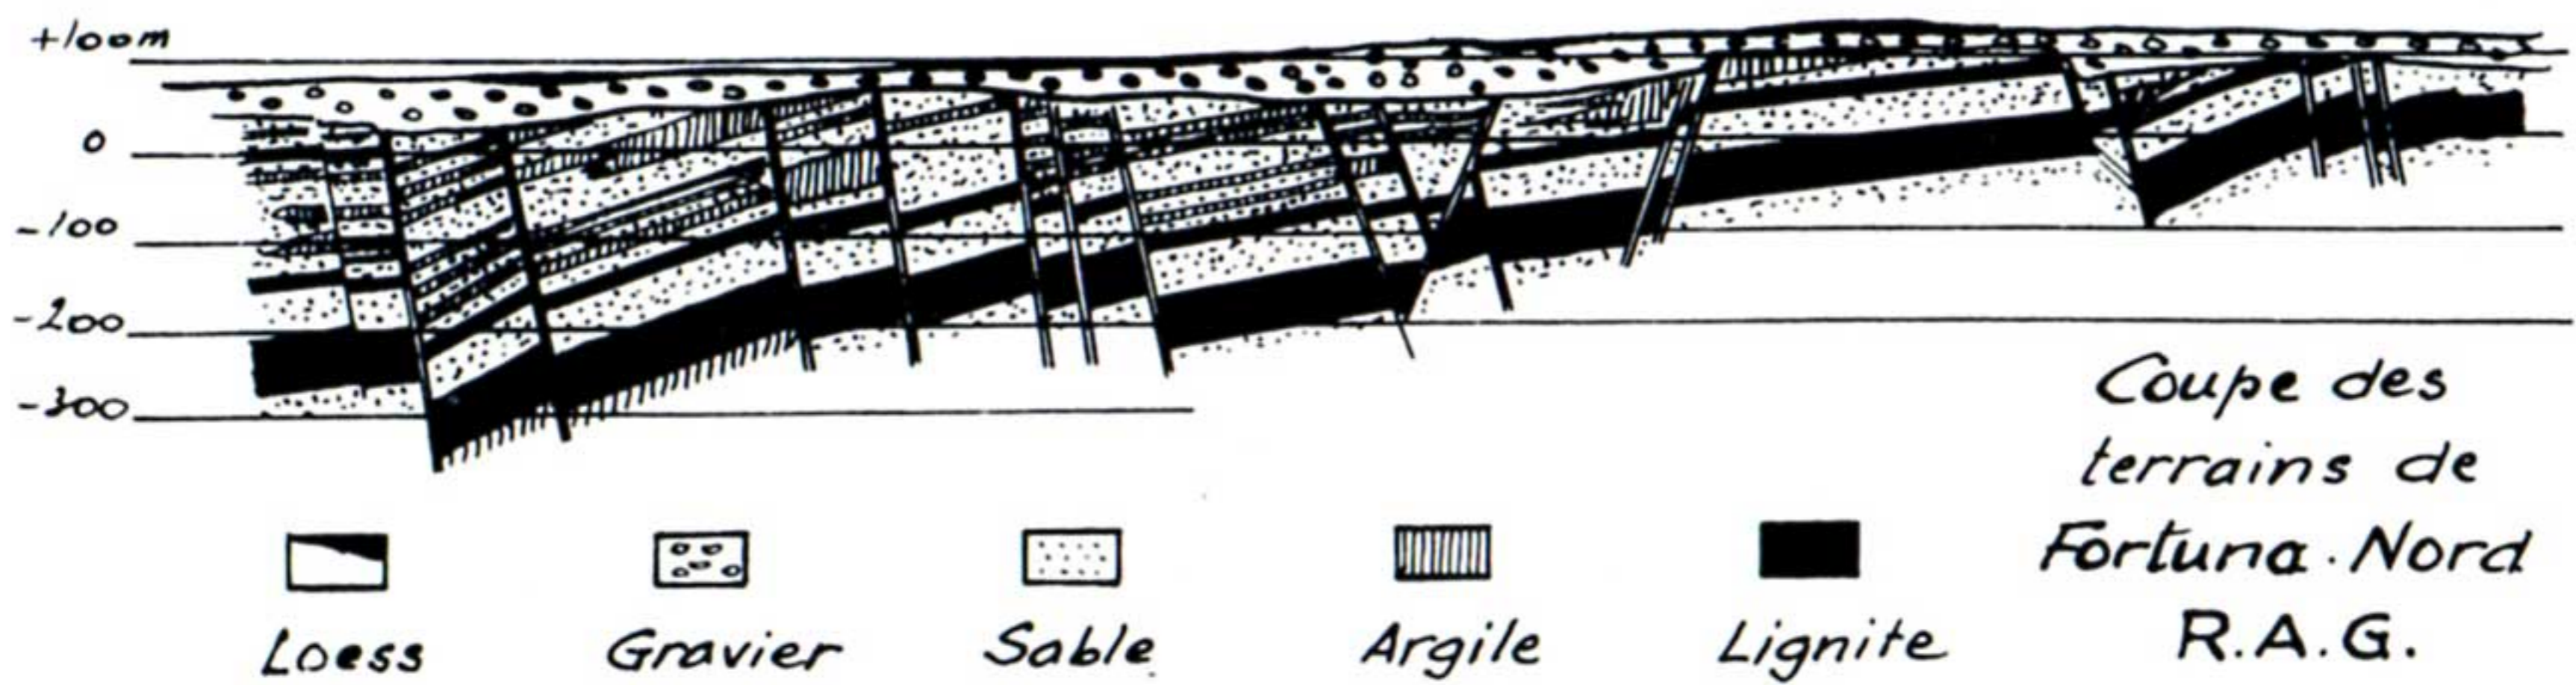 +100m
0
-100
-200
-300
Coupe des
terrains de
Fortuna. Nord
R.A.G.
Loess Gravier Sable Argile Lignite